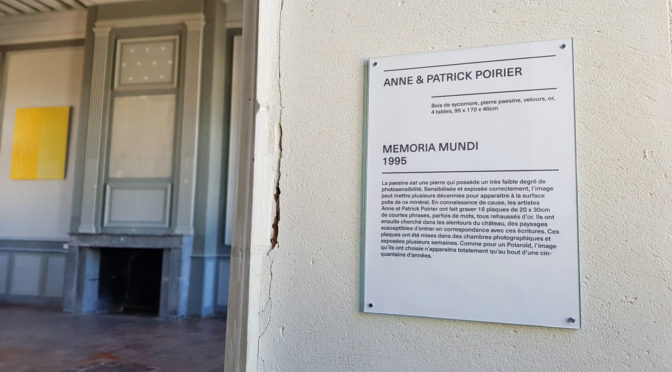 ANNE & PATRICK POIRIER
Bois de sycomore, pierre paesine, velours, or,
4 tables, 95 x 170 x 40cm
MEMORIA MUNDI
1995
La paesine est une pierre qui possède un très faible degré de
photosensibilité. Sensibilisée et exposée correctement, l'image
peut mettre plusieurs décennies pour apparaitre à la surface
polie de ce minéral. En connaissance de cause, les artistes
Anne et Patrick Poirier ont fait graver 16 plaques de 20 x 30cm
de courtes phrases, parfois de mots, tous rehaussés d'or. Ils ont
ensuite cherché dans les alentours du château, des paysages
susceptibles d'entrer en correspondance avec ces écritures. Ces
plaques ont été mises dans des chambres photographiques et
exposées plusieurs semaines. Comme pour un Polaroid, l'image
qu'ils ont choisie n'apparaîtra totalement qu'au bout d'une cin-
quantaine d'années.